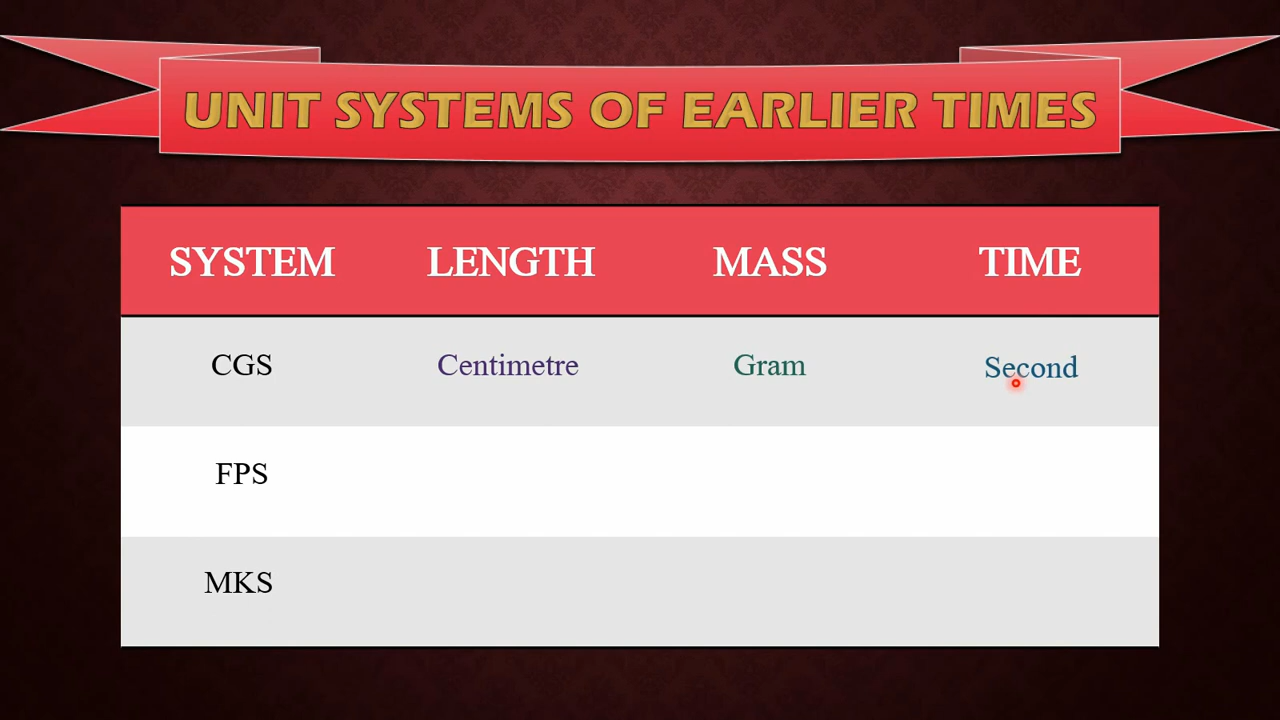 UNIT SYSTEMS OF EARLIER TIMES
SYSTEM LENGTH MASS TIME
CGS Centimetre Gram Second
FPS
MKS